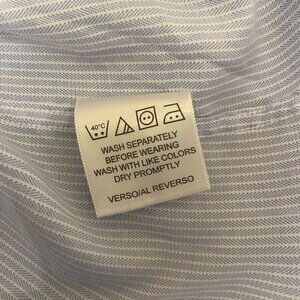 40°C
WASH SEPARATELY
BEFORE WEARING
WASH WITH LIKE COLORS
DRY PROMPTLY
VERSO/AL REVERSO